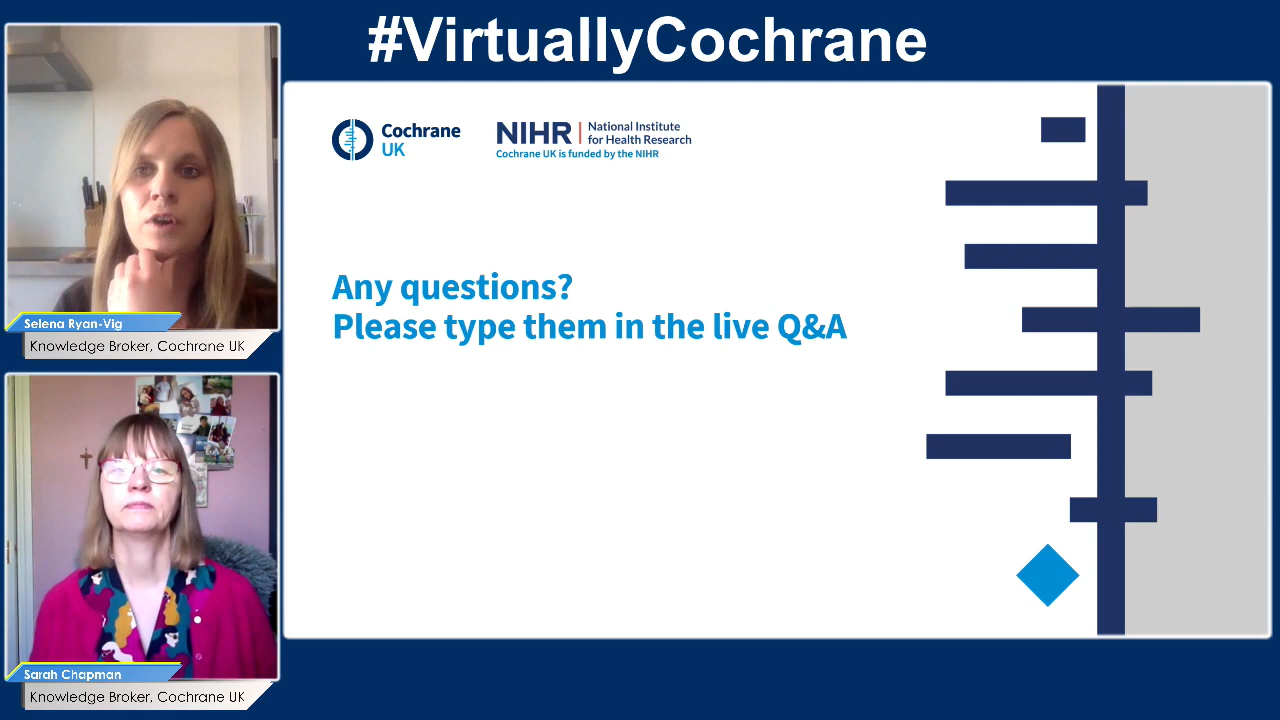 #VirtuallyCochrane
Selena Ryan-Vig
Knowledge Broker, Cochrane UK
Sarah Chapman
Knowledge Broker, Cochrane UK
Cochrane
UK
NIHR | National Institute
for Health Research
Cochrane UK is funded by the NIHR
Any questions?
Please type them in the live Q&A